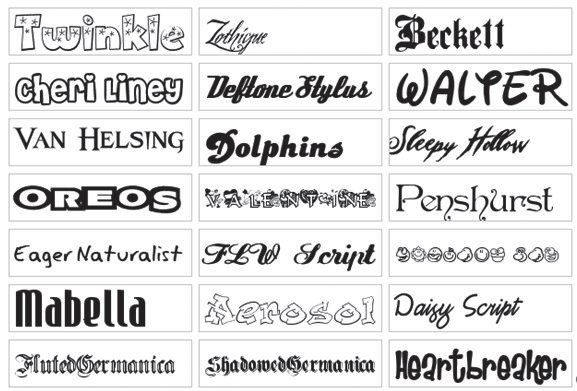 Twinkle
Zothique
Beckett
Cheri Liney
Deftone Stylus
WALTER
VAN HELSING
Dolphins
Sleepy Hollow
OREOS
VALENTINE
Penshurst
Eager Naturalist
FLW Script
Mabella
Aerosol
Daisy Script
FlutedGermanica
ShadowedGermanica
Heartbreaker